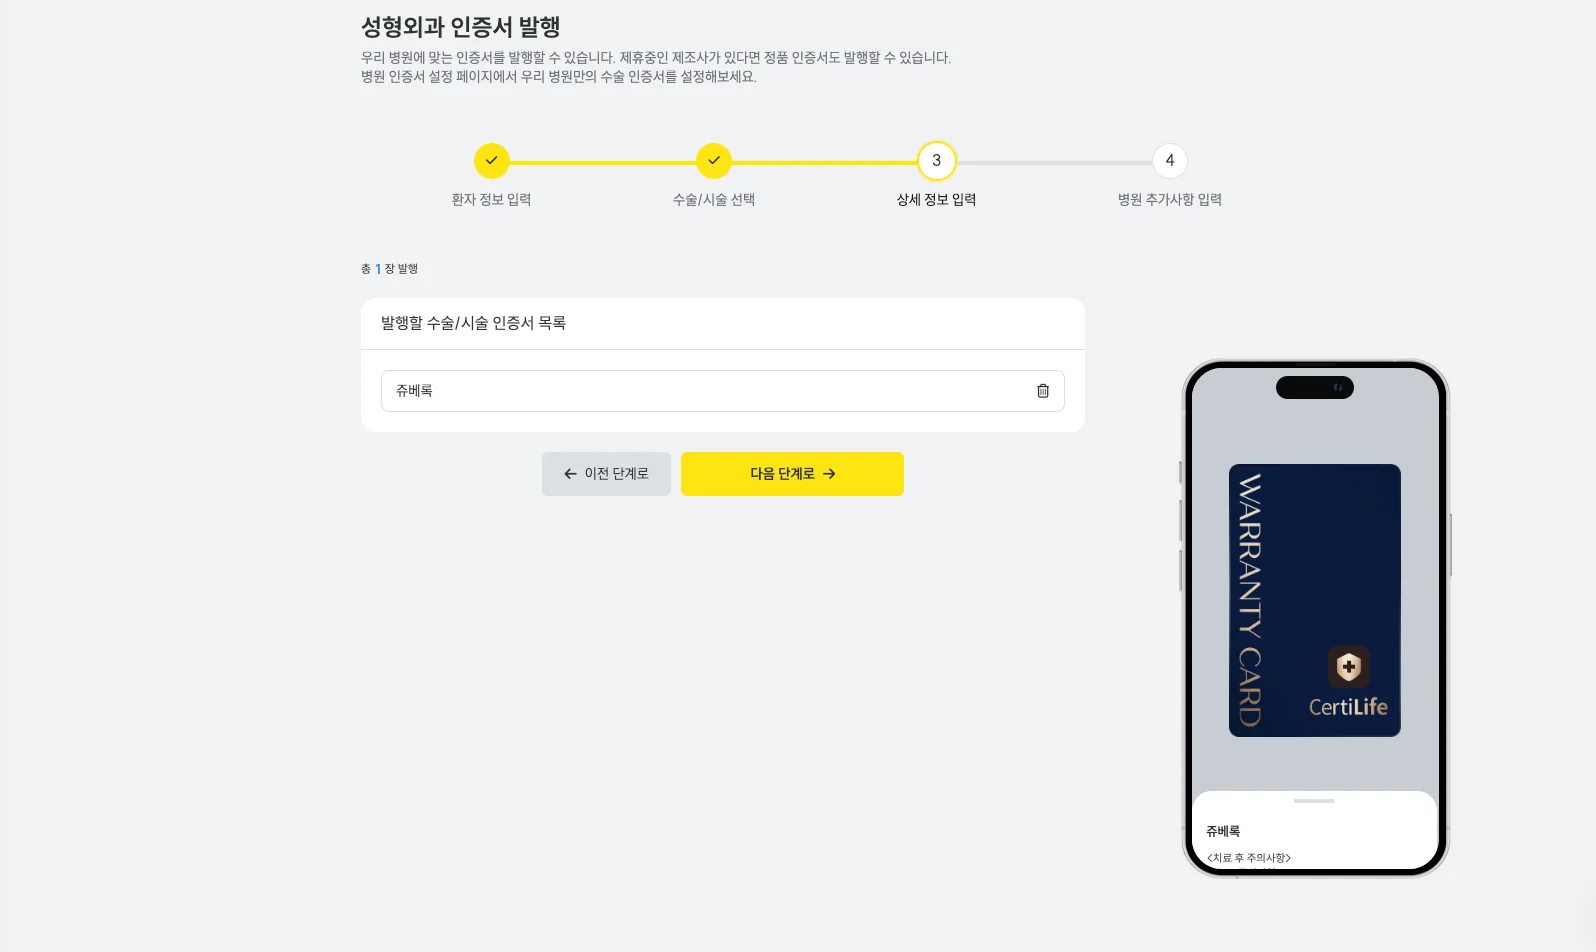 성형외과 인증서 발행
우리 병원에 맞는 인증서를 발행할 수 있습니다. 제휴중인 제조사가 있다면 정품 인증서도 발행할 수 있습니다.
병원 인증서 설정 페이지에서 우리 병원만의 수술 인증서를 설정해보세요.
3
4
환자 정보 입력
수술/시술 선택
상세 정보 입력
병원 추가사항 입력
총 1 장 발행
발행할 수술/시술 인증서 목록
쥬베룩
이전 단계로
다음 단계로
WARRANTY CARD
CertiLife
쥬베룩
<치료 후 주의사항>